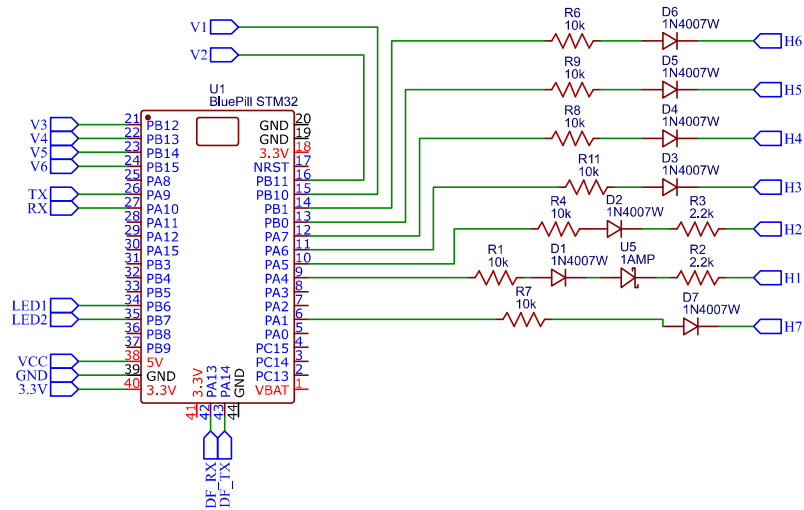 V1
V2
U1
BluePill STM32
V3
V4
V5
V6
TX
RX
LED1
LED2
VCC
GND
3.3V
21 PB12
22 PB13
23 PB14
24 PB15
25 PA8
26 PA9
27 PA10
28 PA11
29 PA12
30 PA15
31 PB3
32 PB4
33 PB5
34 PB6
35 PB7
36 PB8
37 PB9
38 5V
39 GND
40 3.3V
GND 20
GND 19
3.3V 18
NRST 17
PB11 16
PB10 15
PB1 14
PB0 13
PA7 12
PA6 11
PA5 10
PA4 9
PA3 8
PA2 7
PA1 6
PA0 5
PC15 4
PC14 3
PC13 2
VBAT 1
3.3V 41
PA13 42
PA14 43
GND 44
DF_RX
DF_TX
R6
10k
D6
1N4007W
H6
R9
10k
D5
1N4007W
H5
R8
10k
D4
1N4007W
H4
R11
10k
D3
1N4007W
H3
R4
10k
D2
1N4007W
R3
2.2k
H2
R1
10k
D1
1N4007W
U5
1AMP
R2
2.2k
H1
R7
10k
D7
1N4007W
H7